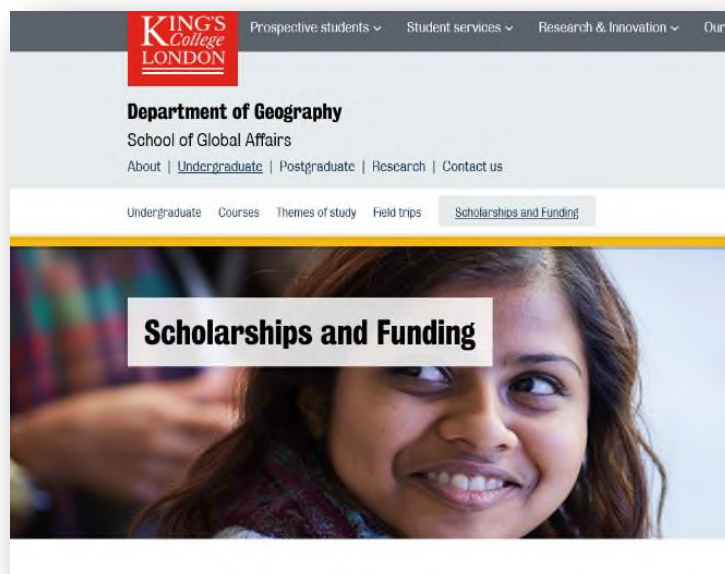 KING'S
College
LONDON
Prospective students Student services Research & Innovation Our
Department of Geography
School of Global Affairs
About | Undergraduate | Postgraduate | Research | Contact us
Undergraduate Courses Themes of study Field trips Scholarships and Funding
Scholarships and Funding